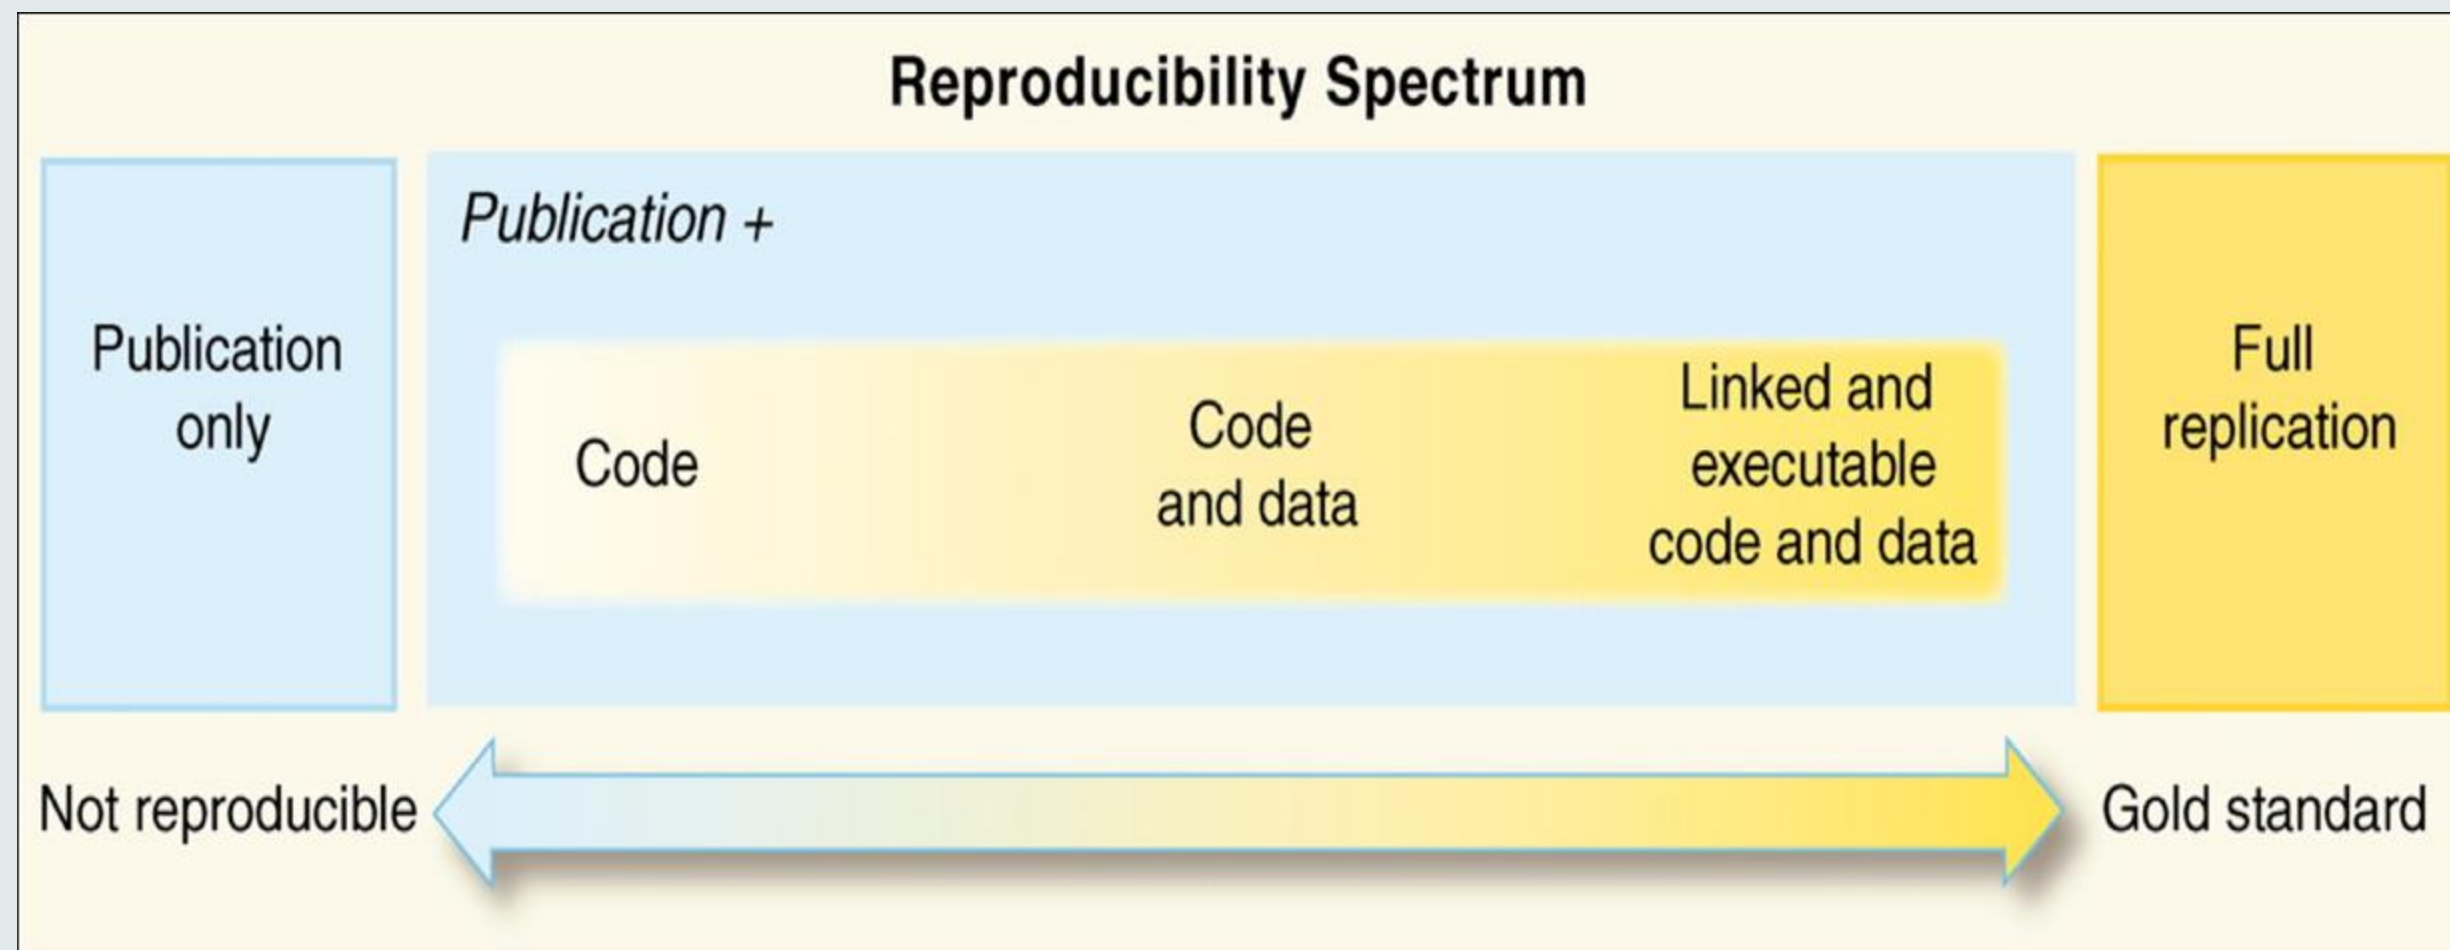 Reproducibility Spectrum
Publication
only
Publication +
Code
Code
and data
Linked and
executable
code and data
Full
replication
Not reproducible
Gold standard